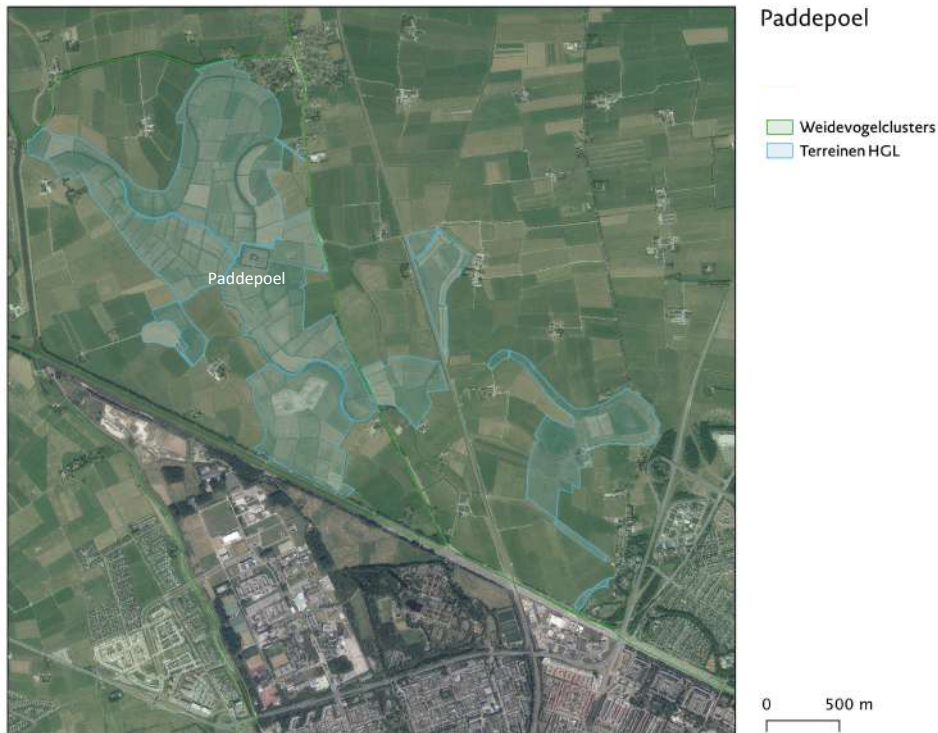 Paddepoel
Weidevogelclusters
Terreinen HGL
Paddepoel
0 500 m